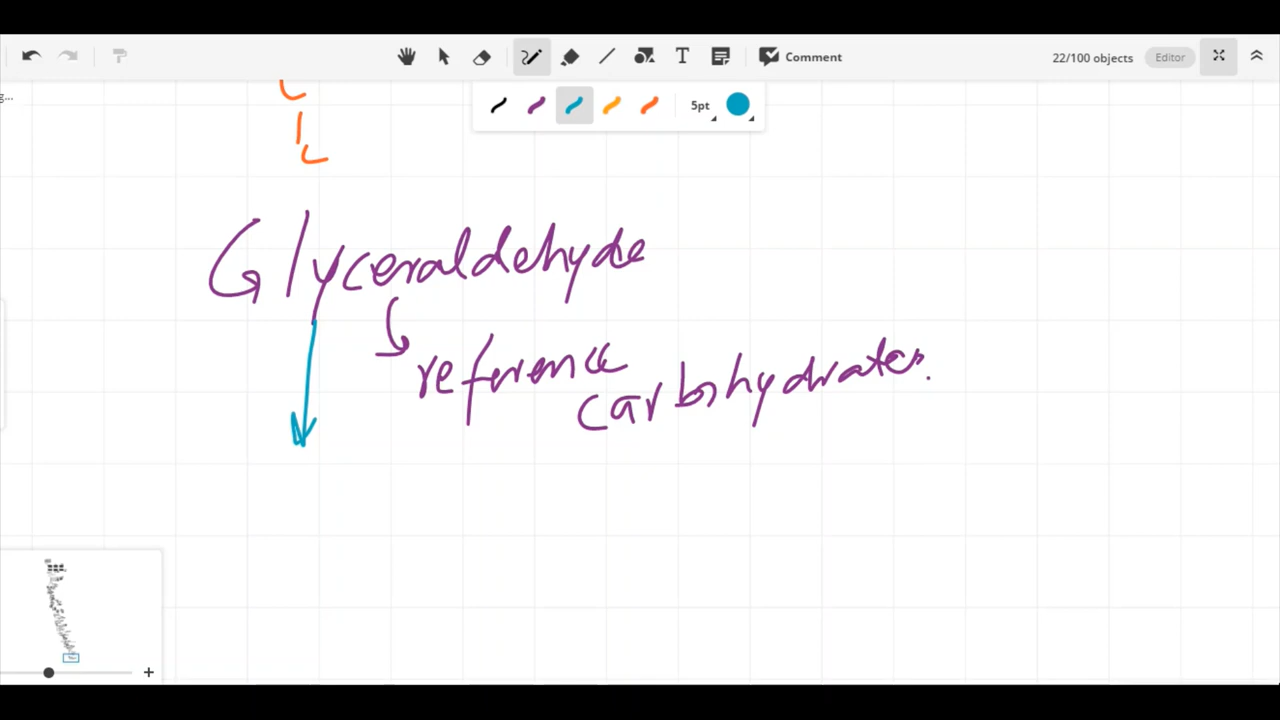 g...
Comment
22/100 objects
Editor
5pt
L
L
Glyceraldehyde
reference
carbohydrates.